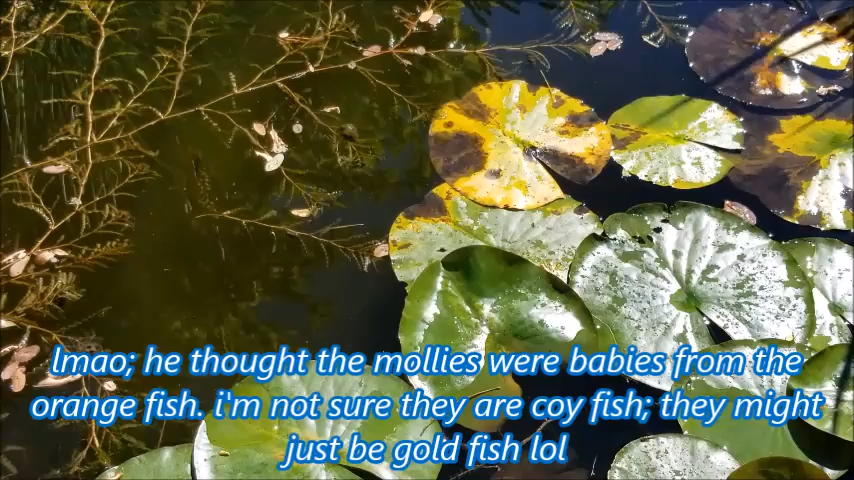 lmao; he thought the mollies were babies from the
orange fish. i'm not sure they are coy fish; they might
just be gold fish lol